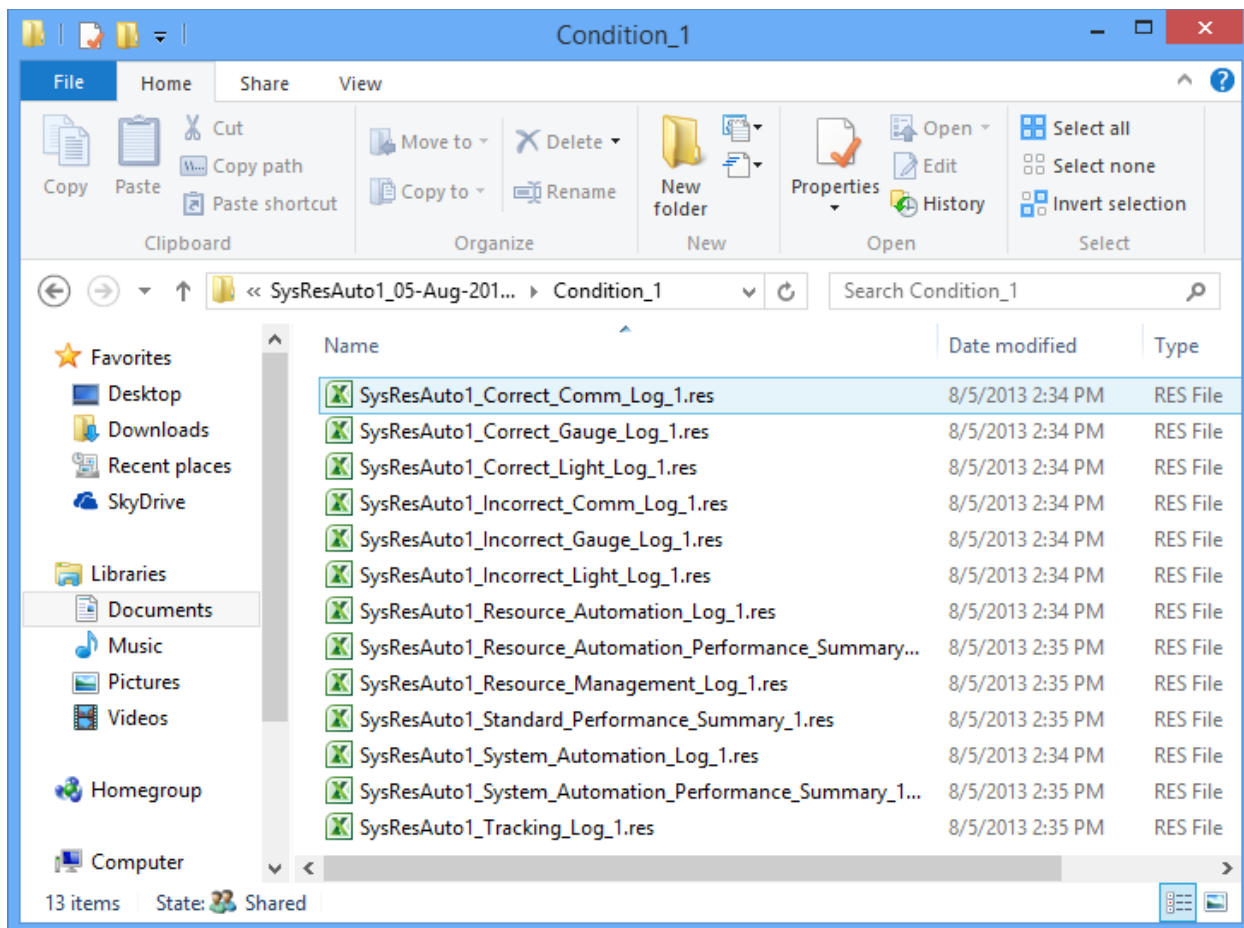 Condition_1
File Home Share View
Cut
Copy path
Paste shortcut
Copy Paste
Clipboard
Move to
Copy to
Delete
Rename
Organize
New
folder
New
Properties
Open
Edit
History
Open
Select all
Select none
Invert selection
Select
« SysResAuto1_05-Aug-201... Condition_1 Search Condition_1
Name Date modified Type
Favorites
Desktop
Downloads
Recent places
SkyDrive
Libraries
Documents
Music
Pictures
Videos
Homegroup
Computer
SysResAuto1_Correct_Comm_Log_1.res 8/5/2013 2:34 PM RES File
SysResAuto1_Correct_Gauge_Log_1.res 8/5/2013 2:34 PM RES File
SysResAuto1_Correct_Light_Log_1.res 8/5/2013 2:34 PM RES File
SysResAuto1_Incorrect_Comm_Log_1.res 8/5/2013 2:34 PM RES File
SysResAuto1_Incorrect_Gauge_Log_1.res 8/5/2013 2:34 PM RES File
SysResAuto1_Incorrect_Light_Log_1.res 8/5/2013 2:34 PM RES File
SysResAuto1_Resource_Automation_Log_1.res 8/5/2013 2:34 PM RES File
SysResAuto1_Resource_Automation_Performance_Summary... 8/5/2013 2:35 PM RES File
SysResAuto1_Resource_Management_Log_1.res 8/5/2013 2:35 PM RES File
SysResAuto1_Standard_Performance_Summary_1.res 8/5/2013 2:35 PM RES File
SysResAuto1_System_Automation_Log_1.res 8/5/2013 2:34 PM RES File
SysResAuto1_System_Automation_Performance_Summary_1... 8/5/2013 2:35 PM RES File
SysResAuto1_Tracking_Log_1.res 8/5/2013 2:35 PM RES File
13 items State: Shared